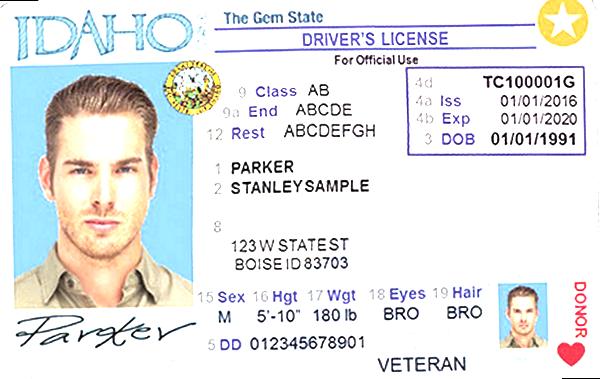 IDAHO
The Gem State
DRIVER'S LICENSE
For Official Use
9 Class AB
9a End ABCDE
12 Rest ABCDEFGH
4d TC100001G
4a Iss 01/01/2016
4b Exp 01/01/2020
3 DOB 01/01/1991
1 PARKER
2 STANLEYSAMPLE
8
123 W STATE ST
BOISE ID 83703
15 Sex 16 Hgt 17 Wgt 18 Eyes 19 Hair
M 5'-10" 180 lb BRO BRO
5 DD 012345678901
VETERAN
DONOR
Parker